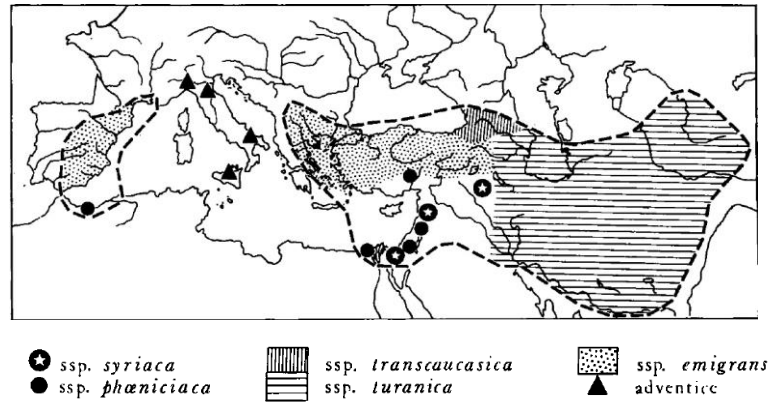 ssp. syriaca ssp. transcaucasica ssp. emigrans
ssp. phœniciaca ssp. turanica adventice